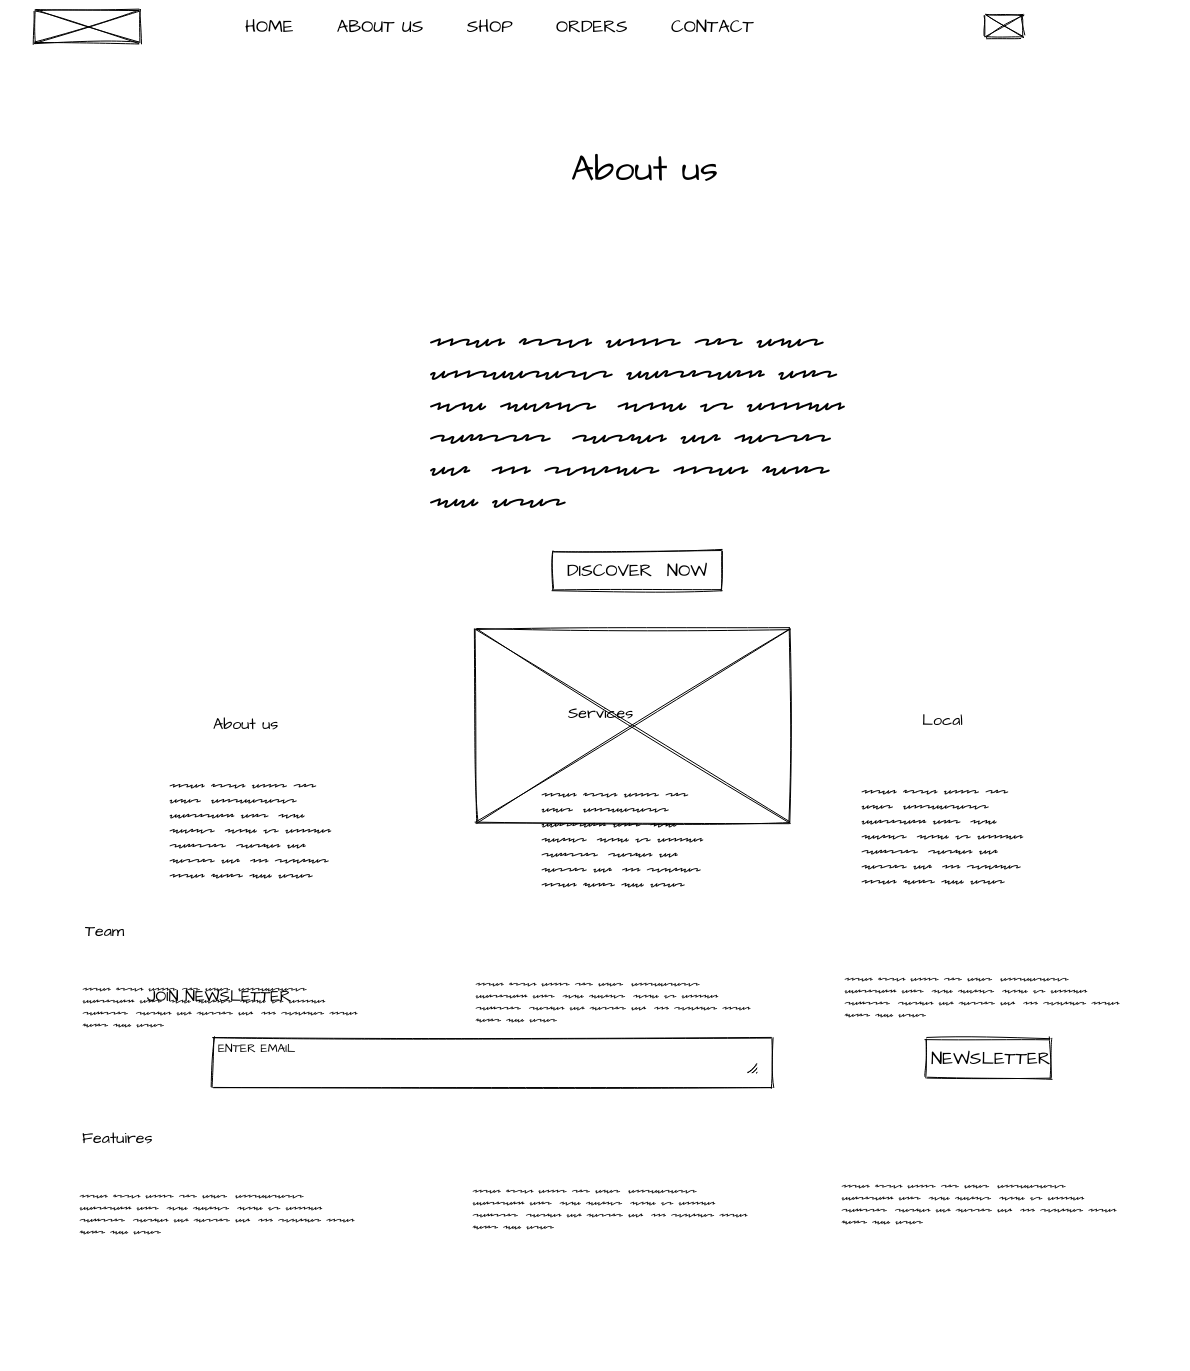 HOME ABOUT US SHOP ORDERS CONTACT
About us
DISCOVER NOW
Services
About us
Local
Team
JOIN NEWSLETTER
ENTER EMAIL
NEWSLETTER
Featuires